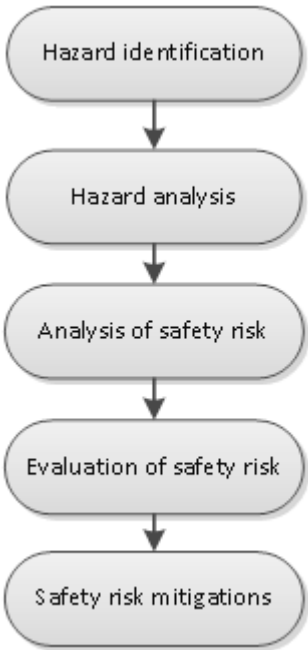 Hazard identification
Hazard analysis
Analysis of safety risk
Evaluation of safety risk
Safety risk mitigations